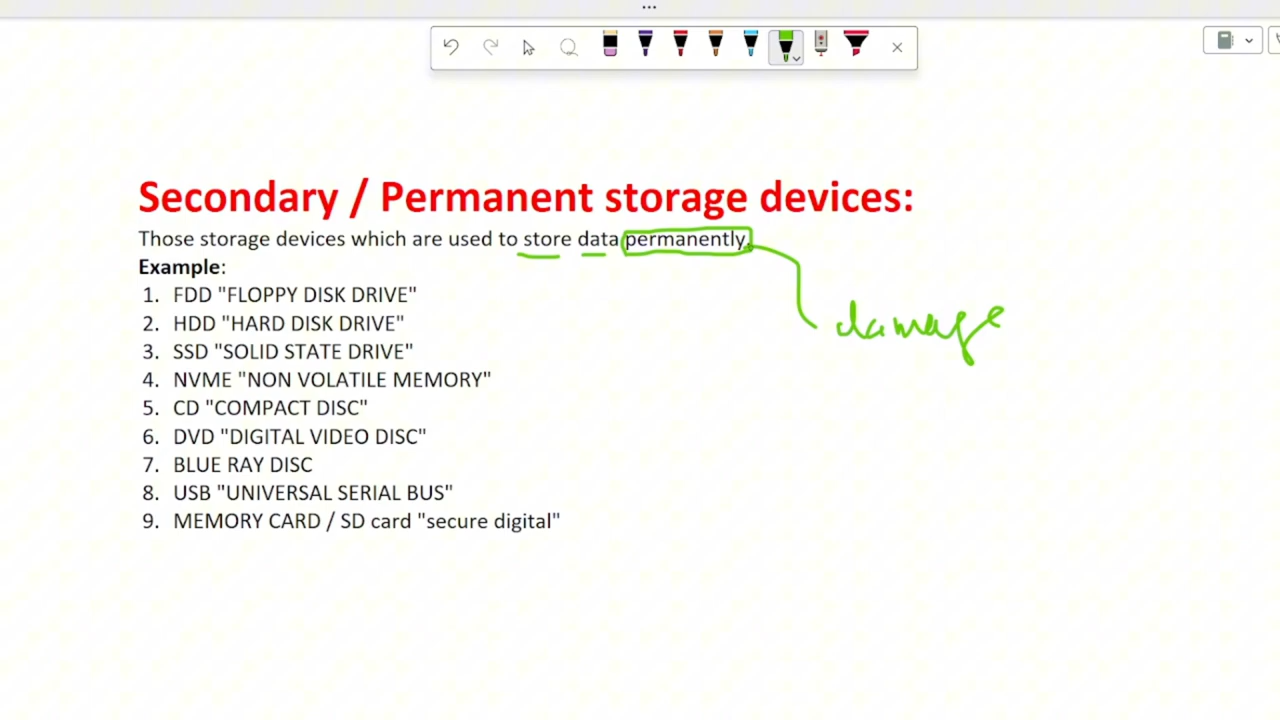 Secondary / Permanent storage devices:
Those storage devices which are used to store data permanently.
Example:
1. FDD "FLOPPY DISK DRIVE"
damage
2. HDD "HARD DISK DRIVE"
3. SSD "SOLID STATE DRIVE"
4. NVME "NON VOLATILE MEMORY"
5. CD "COMPACT DISC"
6. DVD "DIGITAL VIDEO DISC"
7. BLUE RAY DISC
8. USB "UNIVERSAL SERIAL BUS"
9. MEMORY CARD / SD card "secure digital"